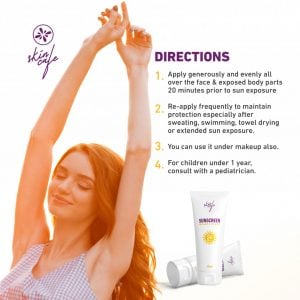 skin
cafe
DIRECTIONS
1. Apply generously and evenly all
over the face & exposed body parts
20 minutes prior to sun exposure
2. Re-apply frequently to maintain
protection especially after
sweating, swimming, towel drying
or extended sun exposure.
3. You can use it under makeup also.
4. For children under 1 year,
consult with a pediatrician.
SUNSCREEN